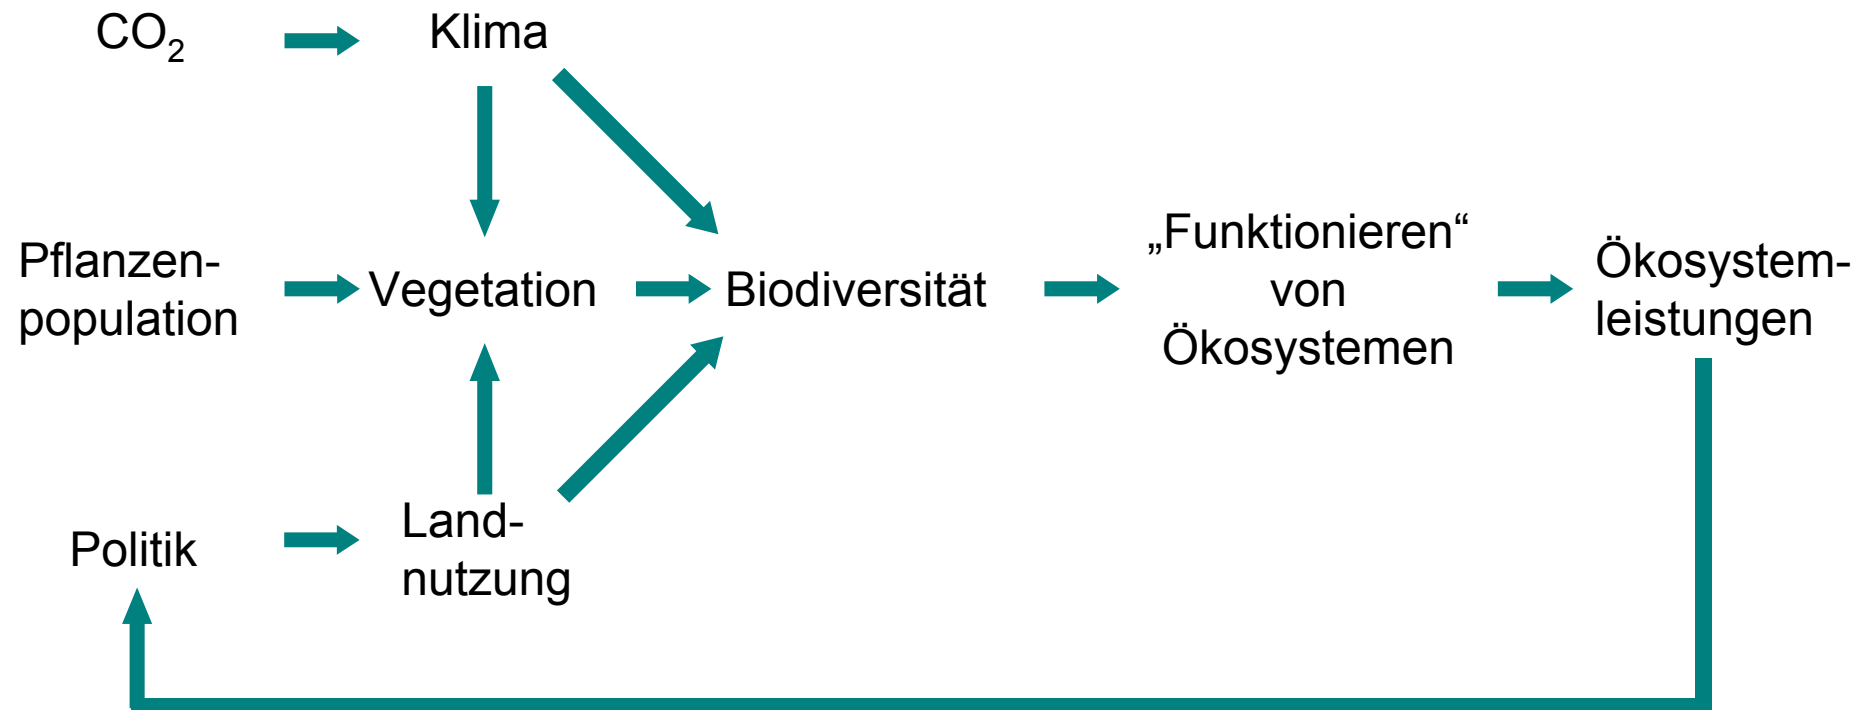 CO₂
Klima
Pflanzen-
population
Vegetation
Biodiversität
„Funktionieren“
von
Ökosystemen
Ökosystem-
leistungen
Politik
Land-
nutzung